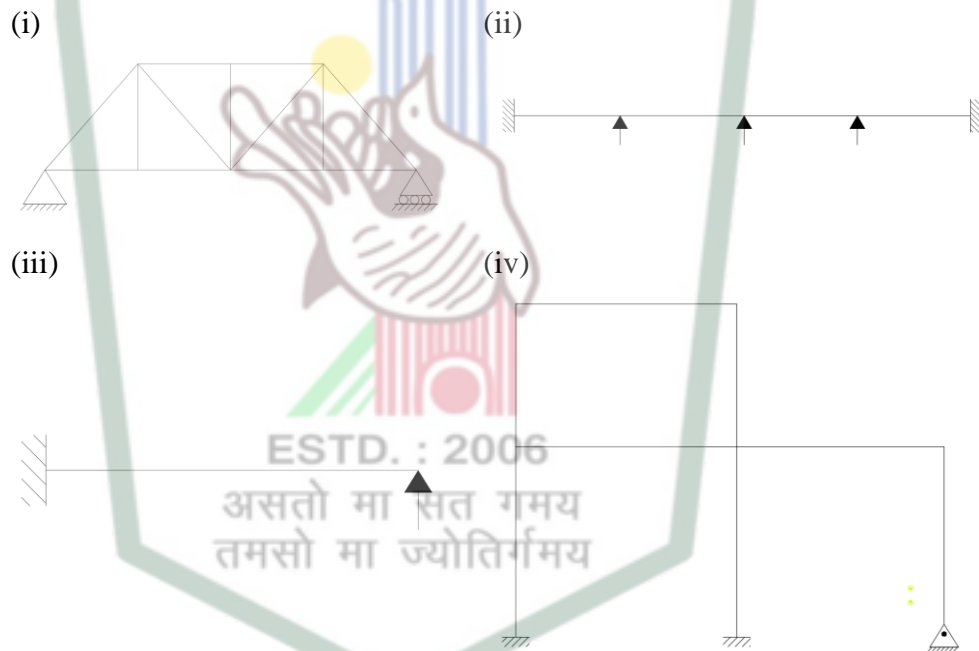 (i)
(ii)
(iii)
(iv)
ESTD. : 2006
असतो मा सत गमय
तमसो मा ज्योतिर्गमय